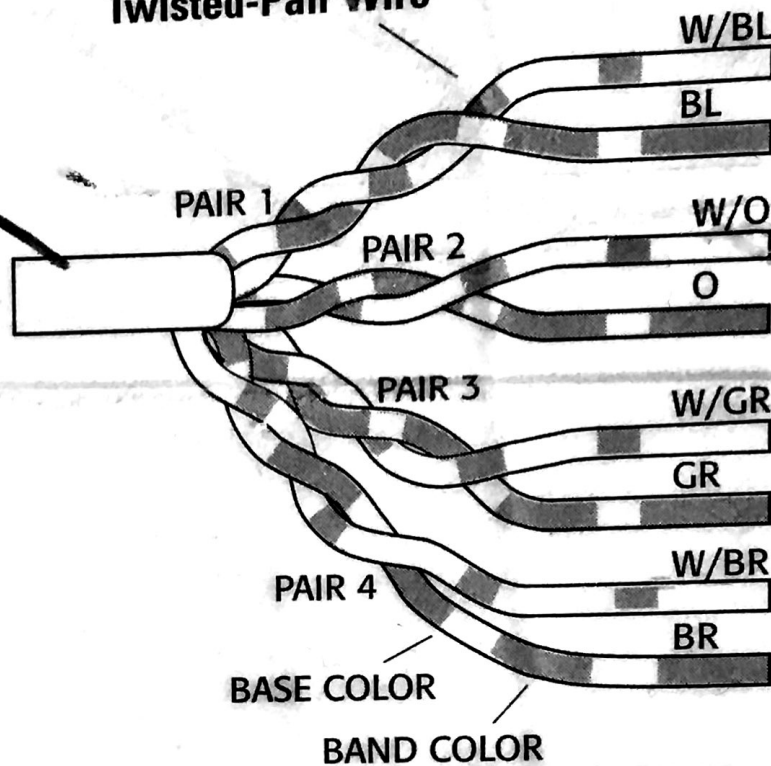 Twisted-Pair Wire
W/BL
BL
PAIR 1
W/O
PAIR 2
O
PAIR 3
W/GR
GR
W/BR
PAIR 4
BR
BASE COLOR
BAND COLOR